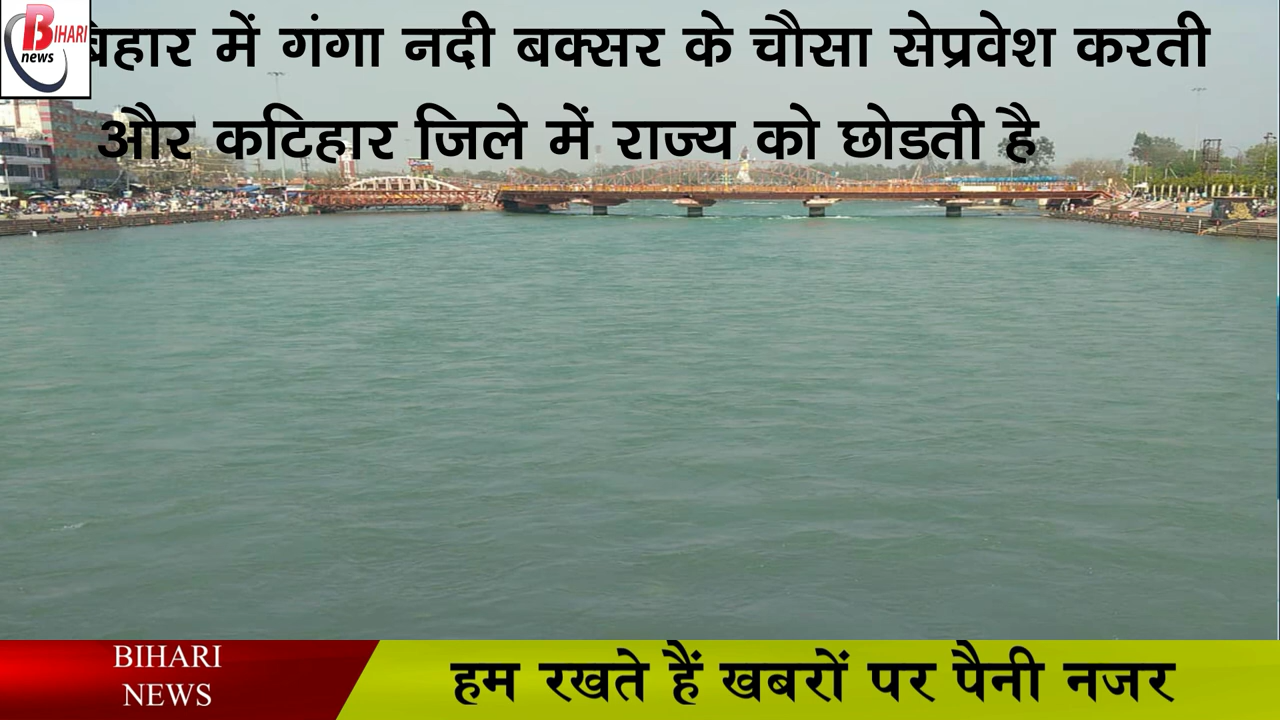 BIHARI
news
बिहार में गंगा नदी बक्सर के चौसा सेप्रवेश करती
और कटिहार जिले में राज्य को छोडती है
BIHARI
NEWS
हम रखते हैं खबरों पर पैनी नजर